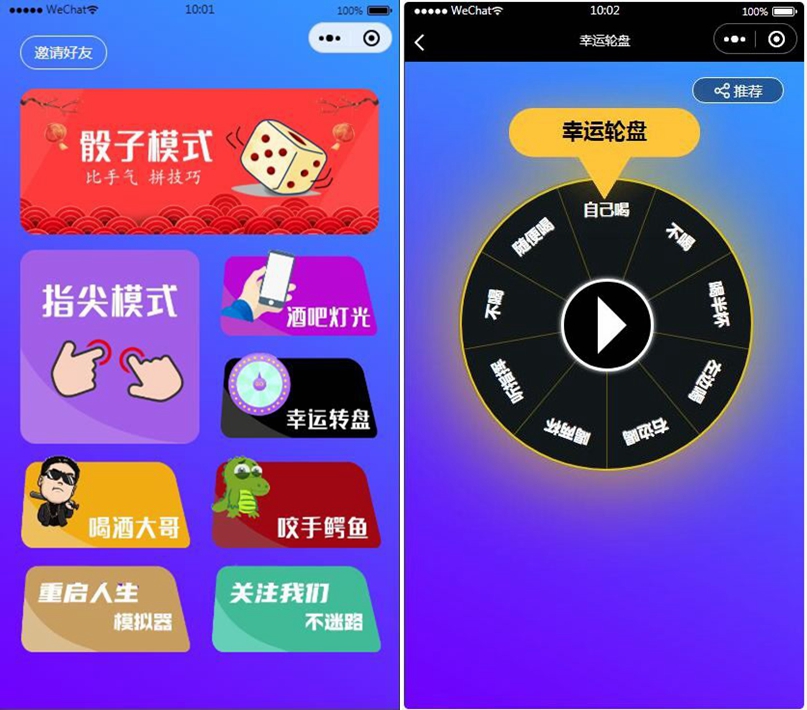 WeChat
10:01
100%
邀请好友
骰子模式
比手气 拼技巧
指尖模式
酒吧灯光
幸运转盘
喝酒大哥
咬手鳄鱼
重启人生
模拟器
关注我们
不迷路
WeChat
10:02
100%
幸运轮盘
推荐
幸运轮盘
自己喝
不喝
喝半杯
左边喝
右边喝
喝两杯
听指挥
不喝
随便喝